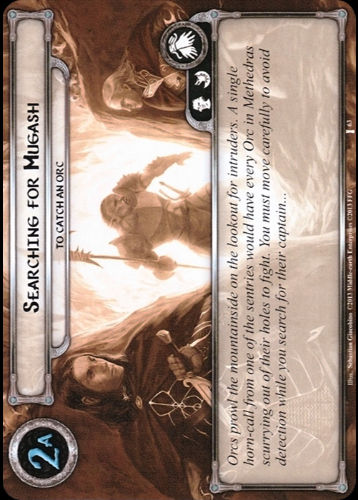 2A
SEARCHING FOR MUGASH
TO CATCH AN ORC
Orcs prowl the mountainside on the lookout for intruders. A single
horn-call from one of the sentries would have every Orc in Methedras
scurrying out of their holes to fight. You must move carefully to avoid
detection while you search for their captain...
Illus. Sebastian Giacobino ©2013 Middle-earth Enterprises ©2013 FFG
63